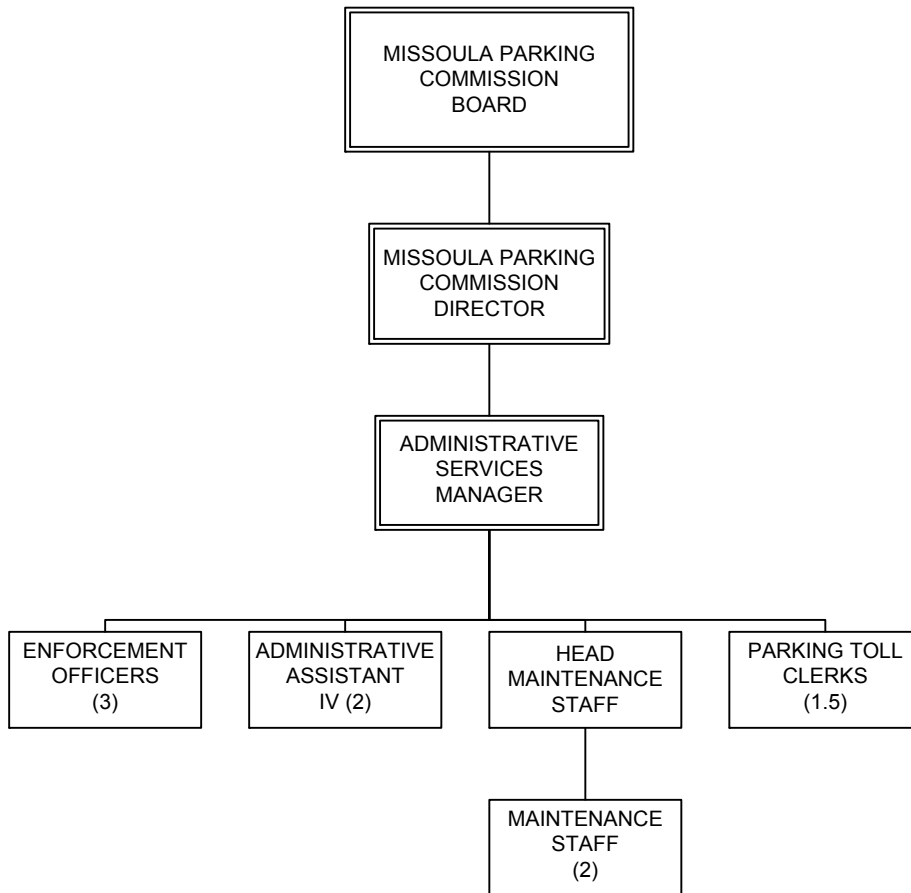 MISSOULA PARKING
COMMISSION
BOARD
MISSOULA PARKING
COMMISSION
DIRECTOR
ADMINISTRATIVE
SERVICES
MANAGER
ENFORCEMENT
OFFICERS
(3)
ADMINISTRATIVE
ASSISTANT
IV (2)
HEAD
MAINTENANCE
STAFF
PARKING TOLL
CLERKS
(1.5)
MAINTENANCE
STAFF
(2)